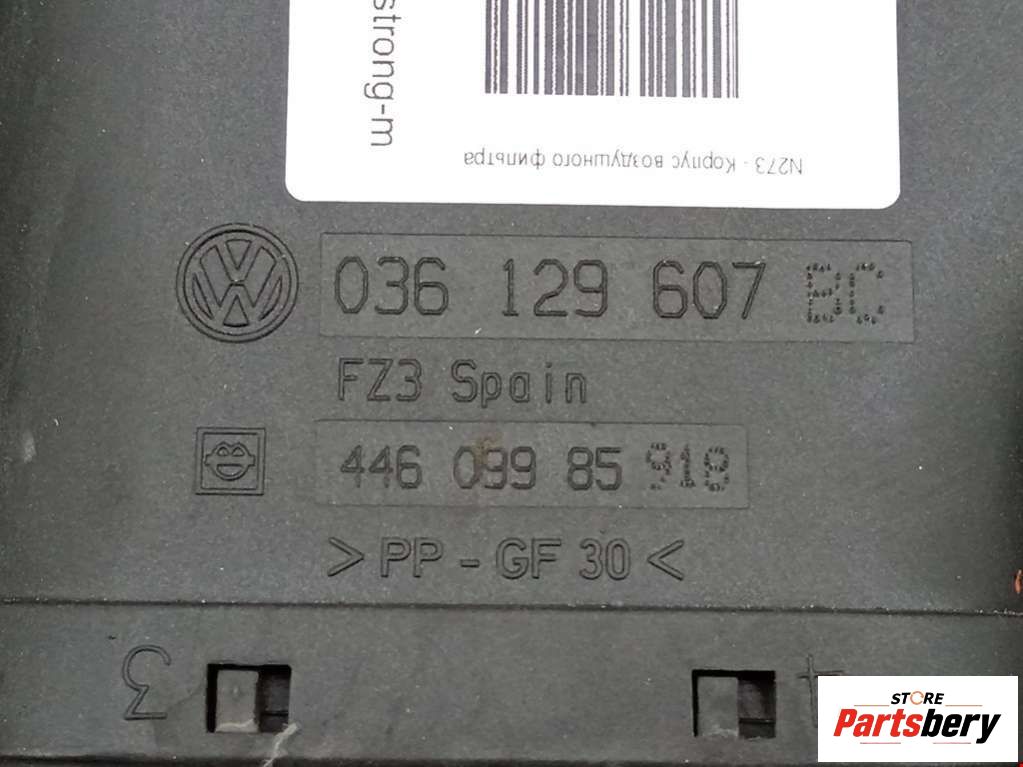 strong-m
N273 - Корпус воздушного фильтра
036 129 607 BC
FZ3 Spain
446 099 85 918
> PP - GF 30 <
3
4
STORE
Partsbery